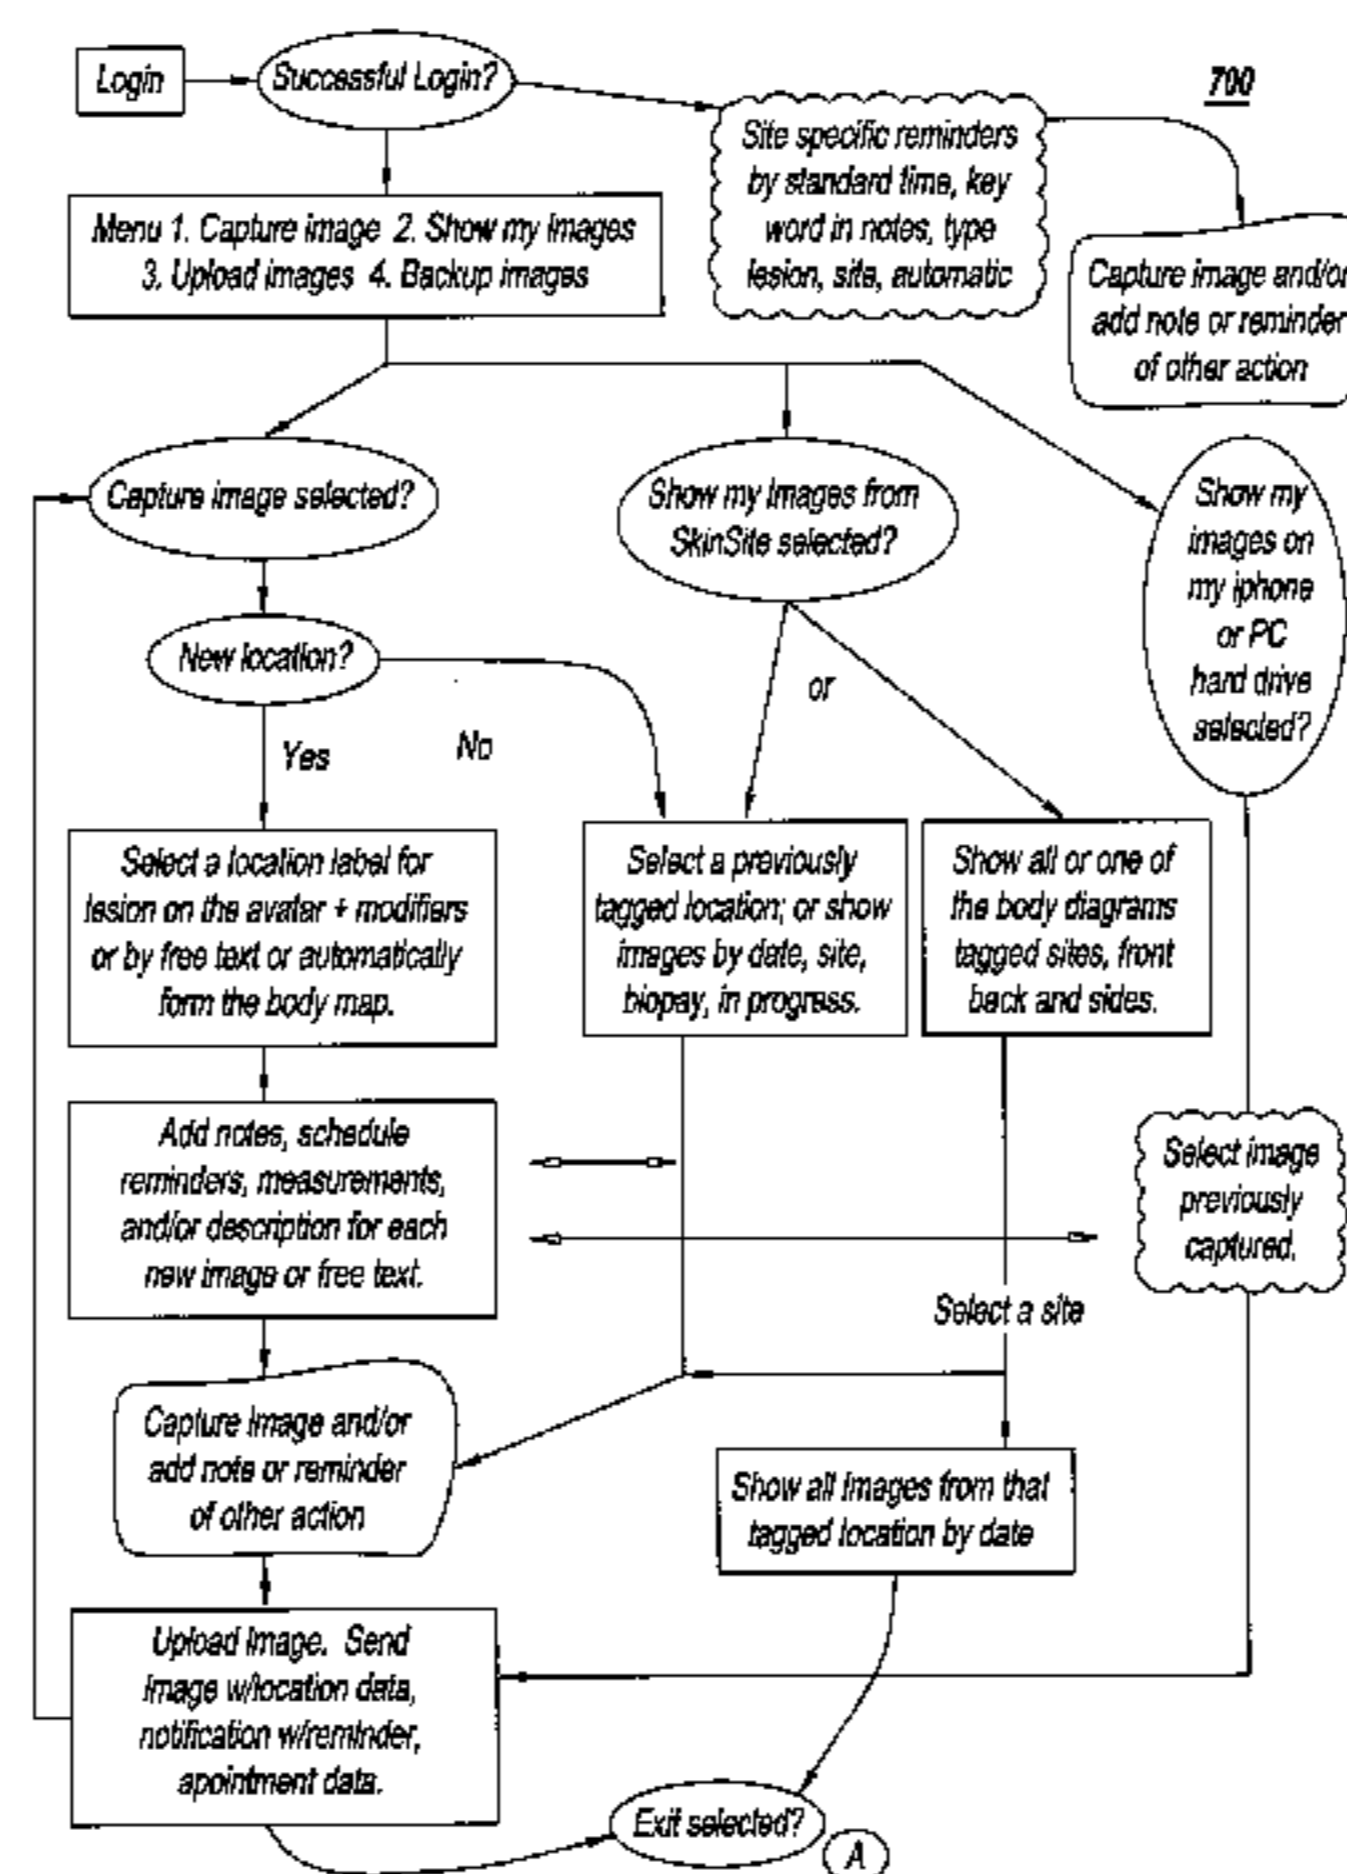 Login
Successful Login?
700
Site specific reminders
by standard time, key
word in notes, type
lesion, site, automatic
Menu 1. Capture image 2. Show my Images
3. Upload images 4. Backup images
Capture image and/or
add note or reminder
of other action
Capture image selected?
Show my Images from
SkinSite selected?
Show my
images on
my iphone
or PC
hard drive
selected?
New location?
or
Yes
No
Select a location label for
lesion on the avatar + modifiers
or by free text or automatically
form the body map.
Select a previously
tagged location; or show
images by date, site,
biopay, in progress.
Show all or one of
the body diagrams
tagged sites, front
back and sides.
Add notes, schedule
reminders, measurements,
and/or description for each
new image or free text.
Select image
previously
captured.
Select a site
Capture Image and/or
add note or reminder
of other action
Show all Images from that
tagged location by date
Upload Image. Send
Image w/location data,
notification w/reminder,
apointment data.
Exit selected?
A